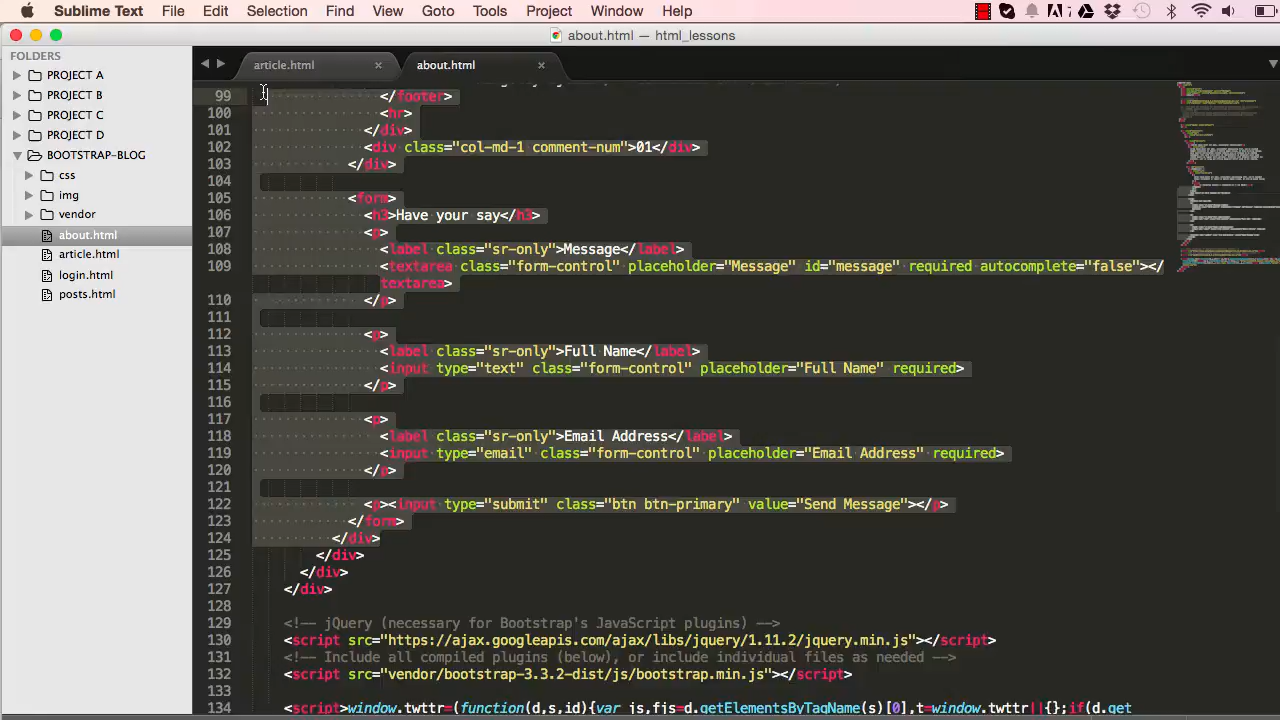 Sublime Text File Edit Selection Find View Goto Tools Project Window Help
about.html — html_lessons
FOLDERS
PROJECT A
PROJECT B
PROJECT C
PROJECT D
BOOTSTRAP-BLOG
css
img
vendor
about.html
article.html
login.html
posts.html
article.html
about.html
99 </footer>
100 <hr>
101 </div>
102 <div class="col-md-1 comment-num">01</div>
103 </div>
104
105 <form>
106 <h3>Have your say</h3>
107 <p>
108 <label class="sr-only">Message</label>
109 <textarea class="form-control" placeholder="Message" id="message" required autocomplete="false"></
textarea>
110 </p>
111
112 <p>
113 <label class="sr-only">Full Name</label>
114 <input type="text" class="form-control" placeholder="Full Name" required>
115 </p>
116
117 <p>
118 <label class="sr-only">Email Address</label>
119 <input type="email" class="form-control" placeholder="Email Address" required>
120 </p>
121
122 <p><input type="submit" class="btn btn-primary" value="Send Message"></p>
123 </form>
124 </div>
125 </div>
126 </div>
127 </div>
128
129 <!-- jQuery (necessary for Bootstrap's JavaScript plugins) -->
130 <script src="https://ajax.googleapis.com/ajax/libs/jquery/1.11.2/jquery.min.js"></script>
131 <!-- Include all compiled plugins (below), or include individual files as needed -->
132 <script src="vendor/bootstrap-3.3.2-dist/js/bootstrap.min.js"></script>
133
134 <script>window.twttr=(function(d,s,id){var js,fjs=d.getElementsByTagName(s)[0],t=window.twttr||{};if(d.get